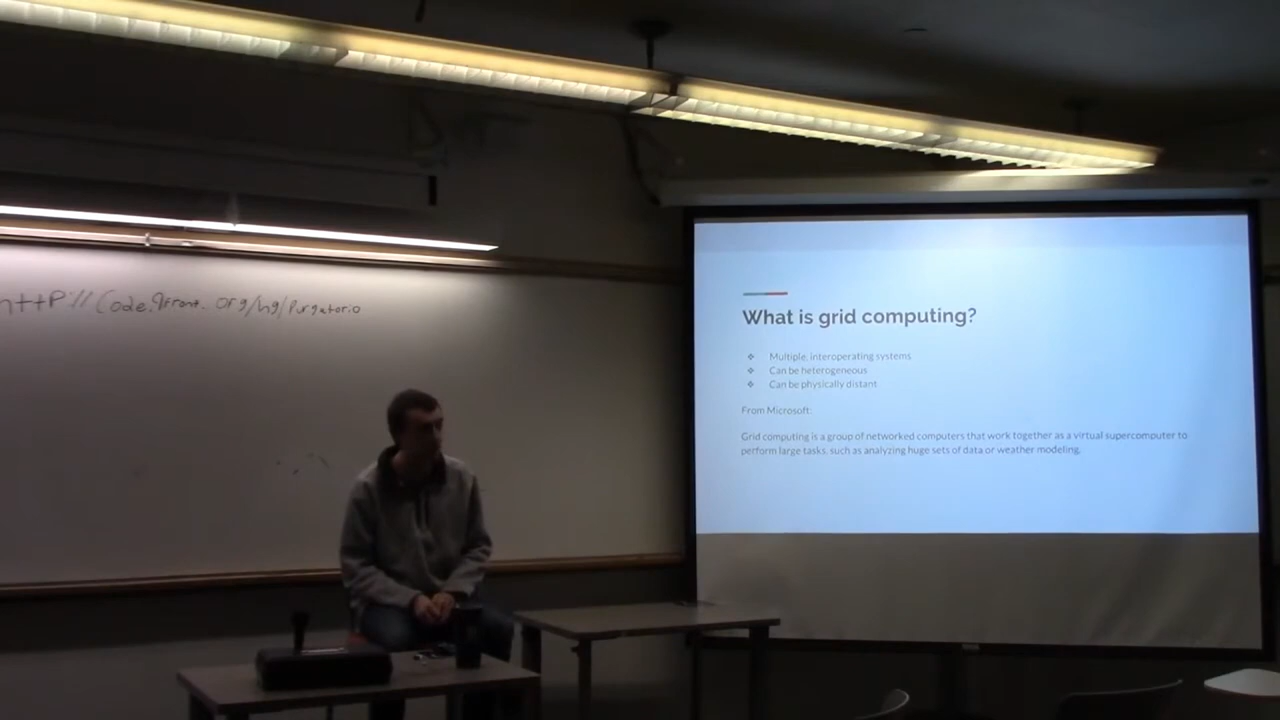 http://code.9front.org/hg/Purgatorio
What is grid computing?
❖ Multiple, interoperating systems
❖ Can be heterogeneous
❖ Can be physically distant
From Microsoft:
Grid computing is a group of networked computers that work together as a virtual supercomputer to
perform large tasks, such as analyzing huge sets of data or weather modeling.